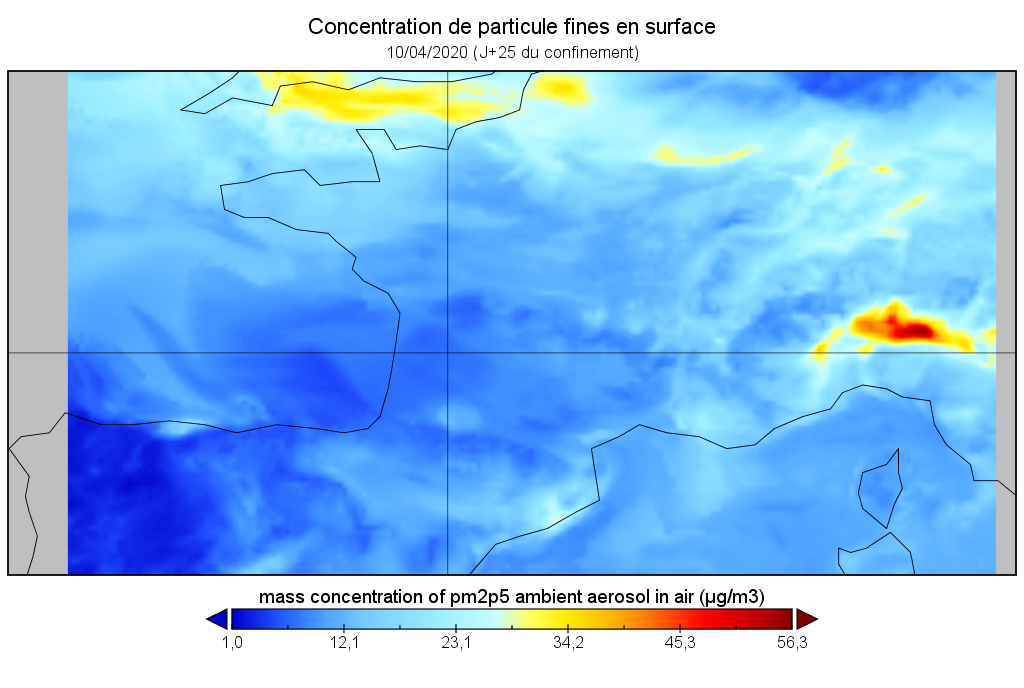 Concentration de particule fines en surface
10/04/2020 (J+25 du confinement)
mass concentration of pm2p5 ambient aerosol in air (µg/m3)
1,0 12,1 23,1 34,2 45,3 56,3